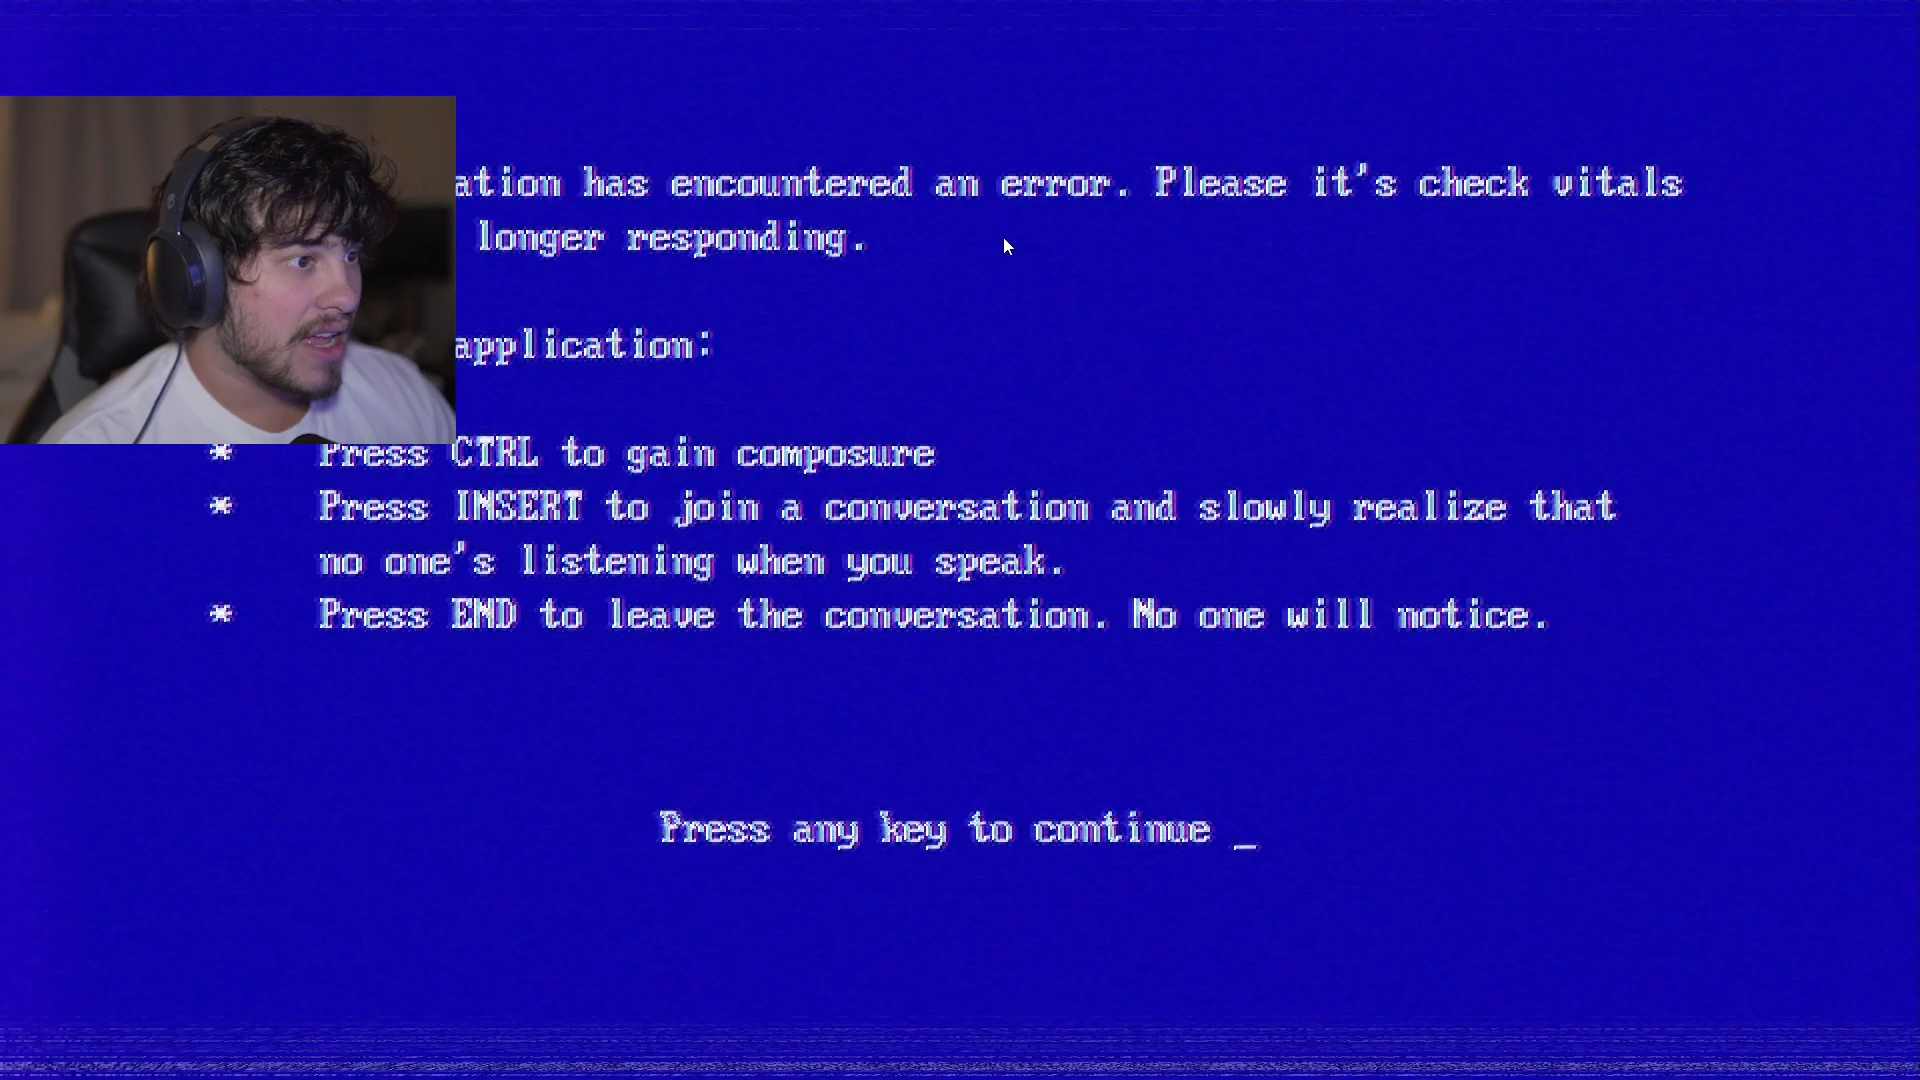 ation has encountered an error. Please it's check vitals
longer responding.
application:
* Press CTRL to gain composure
* Press INSERT to join a conversation and slowly realize that
no one's listening when you speak.
* Press END to leave the conversation. No one will notice.
Press any key to continue _